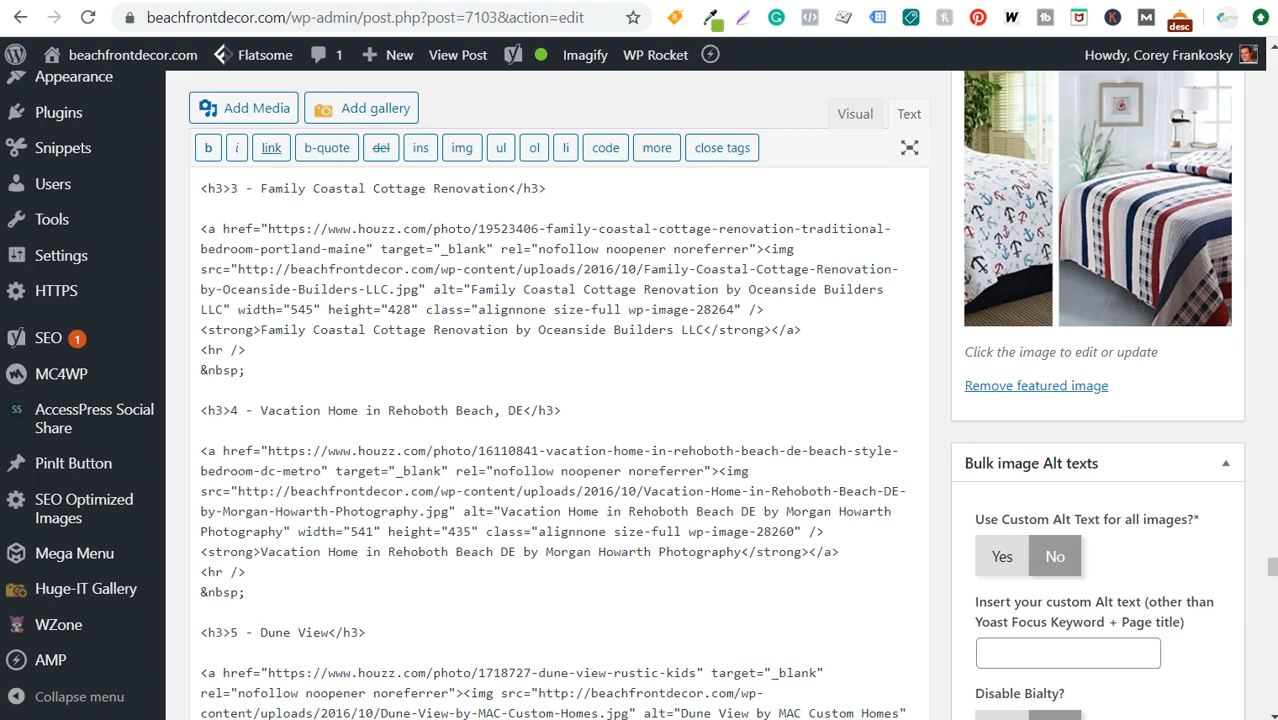 beachfrontdecor.com/wp-admin/post.php?post=7103&action=edit
desc
beachfrontdecor.com
Flatsome
1
New
View Post
Imagify
WP Rocket
Howdy, Corey Frankosky
Appearance
Plugins
Snippets
Users
Tools
Settings
HTTPS
SEO 1
MC4WP
AccessPress Social
Share
PinIt Button
SEO Optimized
Images
Mega Menu
Huge-IT Gallery
WZone
AMP
Collapse menu
Add Media
Add gallery
Visual
Text
b
i
link
b-quote
del
ins
img
ul
ol
li
code
more
close tags
<h3>3 - Family Coastal Cottage Renovation</h3>
<a href="https://www.houzz.com/photo/19523406-family-coastal-cottage-renovation-traditional-
bedroom-portland-maine" target="_blank" rel="nofollow noopener noreferrer"><img
src="http://beachfrontdecor.com/wp-content/uploads/2016/10/Family-Coastal-Cottage-Renovation-
by-Oceanside-Builders-LLC.jpg" alt="Family Coastal Cottage Renovation by Oceanside Builders
LLC" width="545" height="428" class="alignnone size-full wp-image-28264" />
<strong>Family Coastal Cottage Renovation by Oceanside Builders LLC</strong></a>
<hr />
&nbsp;
<h3>4 - Vacation Home in Rehoboth Beach, DE</h3>
<a href="https://www.houzz.com/photo/16110841-vacation-home-in-rehoboth-beach-de-beach-style-
bedroom-dc-metro" target="_blank" rel="nofollow noopener noreferrer"><img
src="http://beachfrontdecor.com/wp-content/uploads/2016/10/Vacation-Home-in-Rehoboth-Beach-DE-
by-Morgan-Howarth-Photography.jpg" alt="Vacation Home in Rehoboth Beach DE by Morgan Howarth
Photography" width="541" height="435" class="alignnone size-full wp-image-28260" />
<strong>Vacation Home in Rehoboth Beach DE by Morgan Howarth Photography</strong></a>
<hr />
&nbsp;
<h3>5 - Dune View</h3>
<a href="https://www.houzz.com/photo/1718727-dune-view-rustic-kids" target="_blank"
rel="nofollow noopener noreferrer"><img src="http://beachfrontdecor.com/wp-
content/uploads/2016/10/Dune-View-by-MAC-Custom-Homes.jpg" alt="Dune View by MAC Custom Homes"
Click the image to edit or update
Remove featured image
Bulk image Alt texts
Use Custom Alt Text for all images?*
Yes
No
Insert your custom Alt text (other than
Yoast Focus Keyword + Page title)
Disable Bialty?